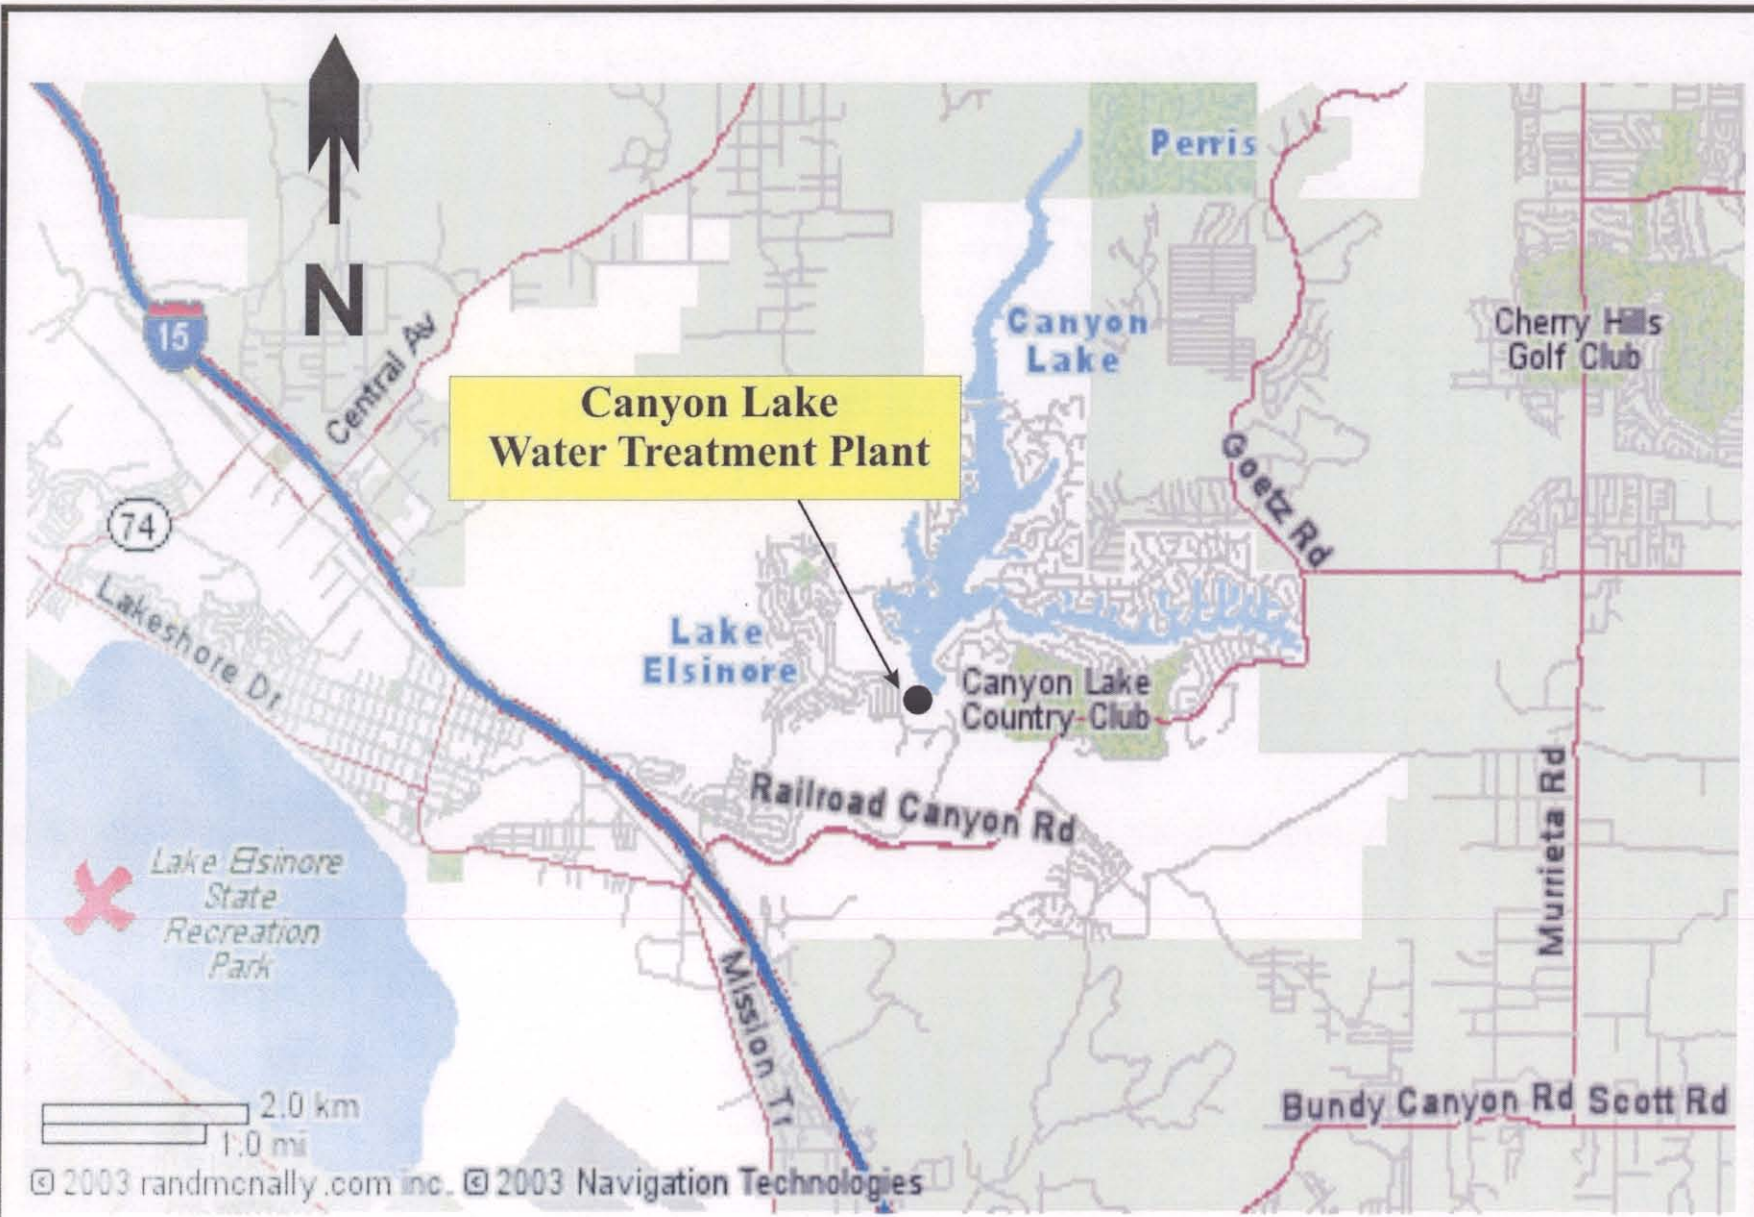 N
Perris
15
Canyon
Lake
Cherry Hills
Golf Club
Central Av
Canyon Lake
Water Treatment Plant
Goetz Rd
74
Lakeshore Dr
Lake
Elsinore
Canyon Lake
Country Club
Railroad Canyon Rd
Murrieta Rd
Lake Elsinore
State
Recreation
Park
Mission Tr
Bundy Canyon Rd Scott Rd
2.0 km
1.0 mi
© 2003 randmcnally.com inc. © 2003 Navigation Technologies